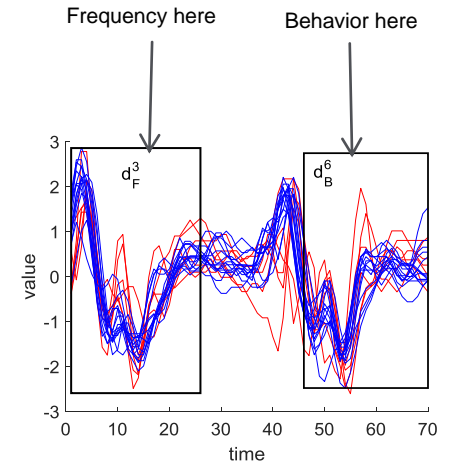 Frequency here
Behavior here
d_F^3
d_B^6
3
2
1
0
-1
-2
-3
value
0 10 20 30 40 50 60 70
time